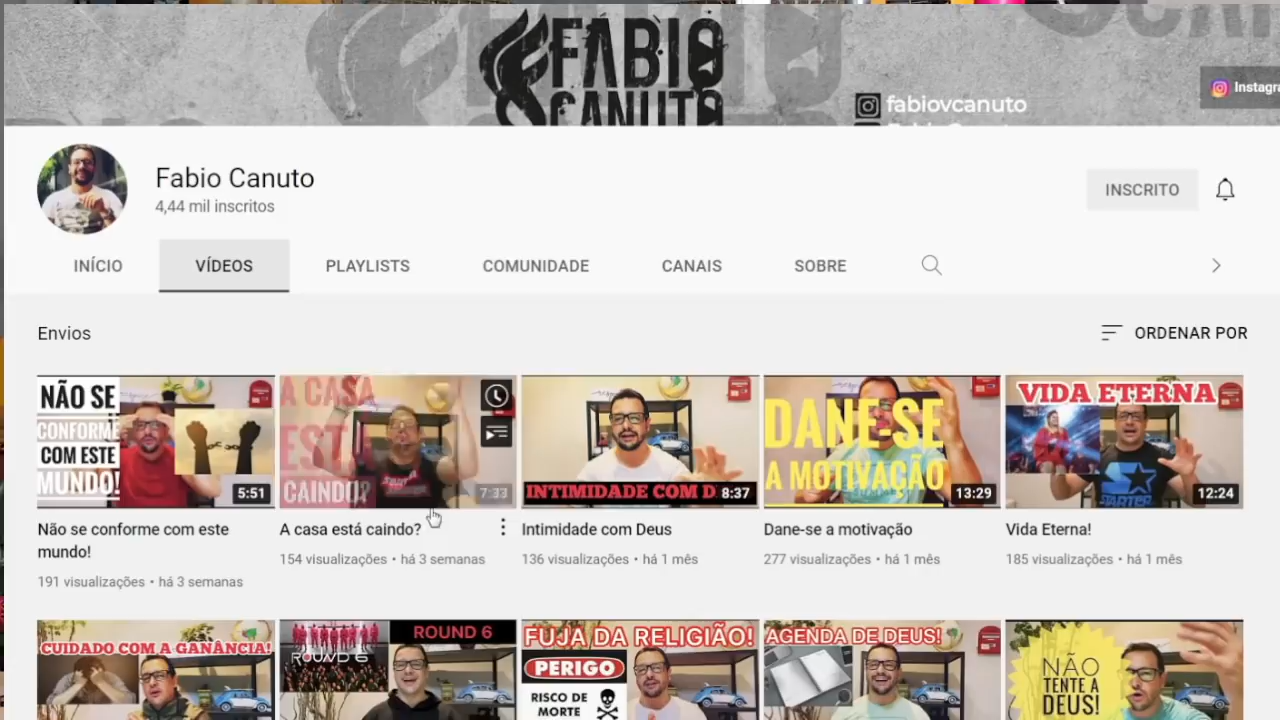 FABIO
CANUTO
fabiovcanuto
Instagra
Fabio Canuto
4,44 mil inscritos
INSCRITO
INÍCIO
VÍDEOS
PLAYLISTS
COMUNIDADE
CANAIS
SOBRE
Envios
ORDENAR POR
NÃO SE
CONFORME
COM ESTE
MUNDO!
5:51
A CASA
ESTÁ
CAINDO?
7:33
INTIMIDADE COM D
8:37
DANE-SE
A MOTIVAÇÃO
13:29
VIDA ETERNA
STARTER
12:24
Não se conforme com este
mundo!
191 visualizações • há 3 semanas
A casa está caindo?
154 visualizações • há 3 semanas
Intimidade com Deus
136 visualizações • há 1 mês
Dane-se a motivação
277 visualizações • há 1 mês
Vida Eterna!
185 visualizações • há 1 mês
CUIDADO COM A GANÂNCIA!
ROUND 6
ROUND 6
FUJA DA RELIGIÃO!
PERIGO
RISCO DE
MORTE
AGENDA DE DEUS!
NÃO
TENTE A
DEUS!